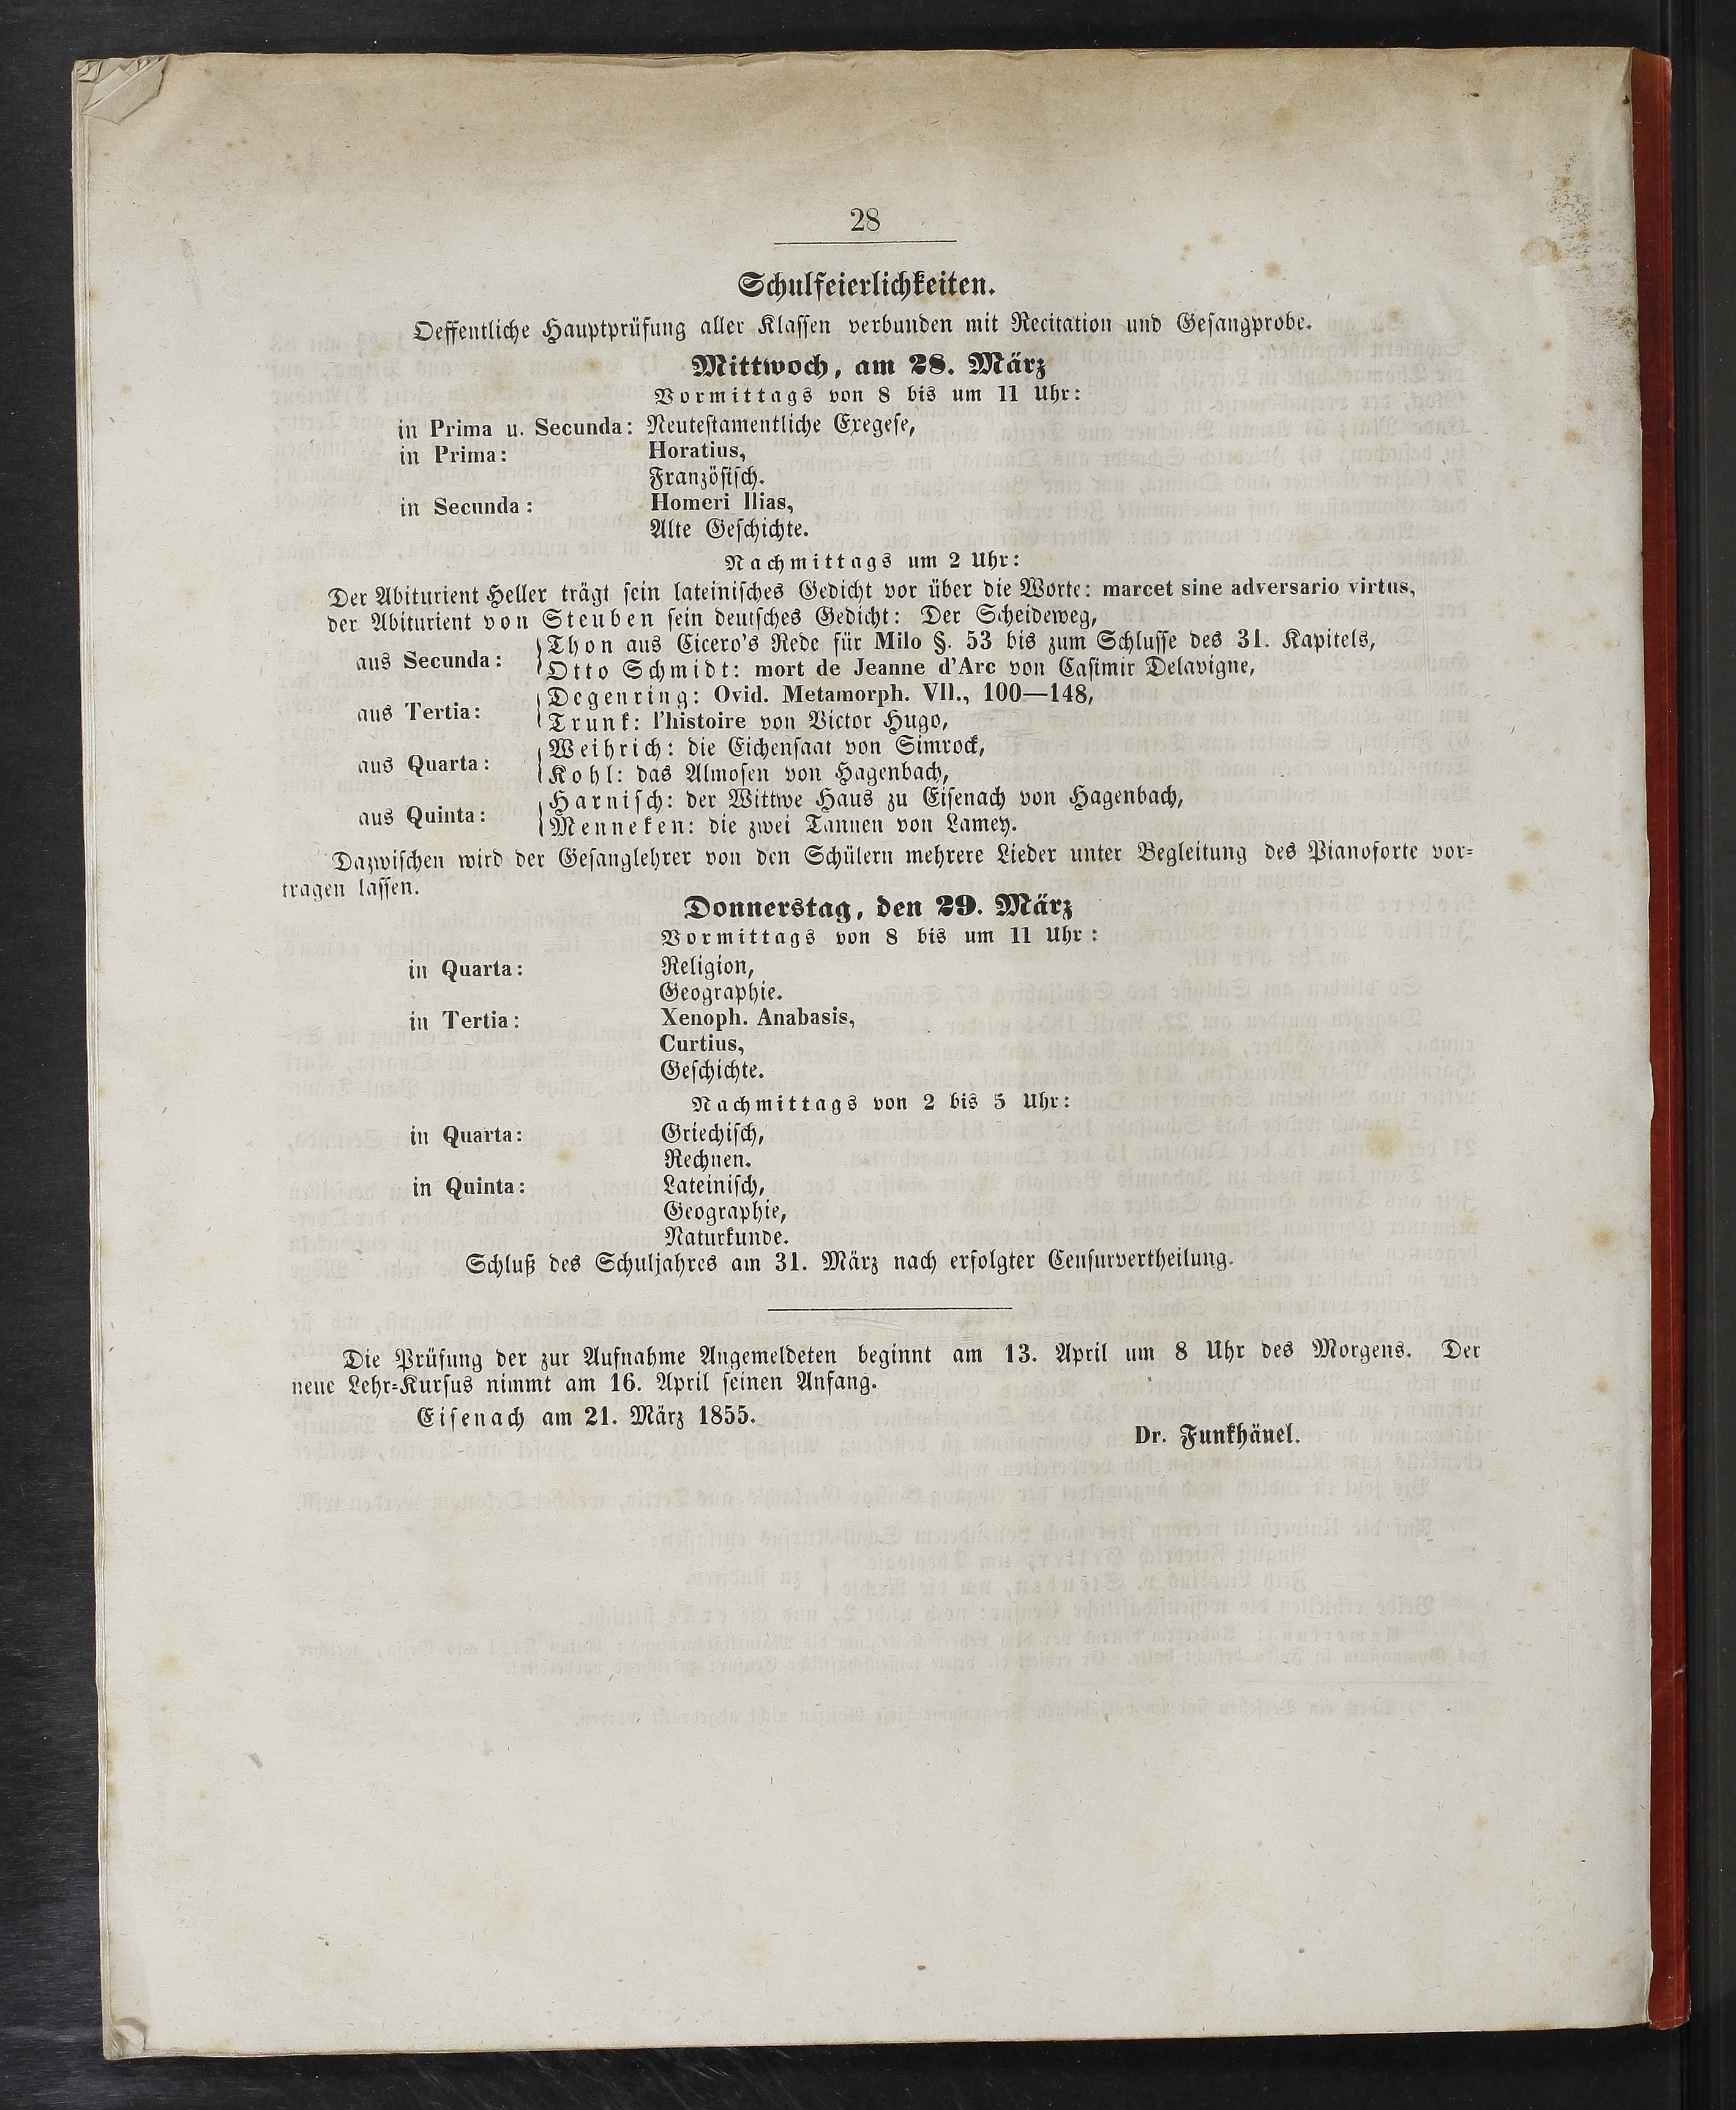 28
Schulfeierlichkeiten.
Oeffentliche Hauptprüfung aller Klassen verbunden mit Recitation und Gesangprobe.
Mittwoch, am 28. März
Vormittags von 8 bis um 11 Uhr:
in Prima u. Secunda: Neutestamentliche Exegese,
in Prima: Horatius,
Französisch.
in Secunda: Homeri Ilias,
Alte Geschichte.
Nachmittags um 2 Uhr:
Der Abiturient Heller trägt sein lateinisches Gedicht vor über die Worte: marcet sine adversario virtus,
der Abiturient von Steuben sein deutsches Gedicht: Der Scheideweg,
aus Secunda: Thon aus Cicero's Rede für Milo §. 53 bis zum Schlusse des 31. Kapitels,
Otto Schmidt: mort de Jeanne d'Arc von Casimir Delavigne,
aus Tertia: Degenring: Ovid. Metamorph. VII., 100—148,
Trunk: l'histoire von Victor Hugo,
aus Quarta: Weihrich: die Eichensaat von Simrock,
Kohl: das Almosen von Hagenbach,
aus Quinta: Harnisch: der Wittwe Haus zu Eisenach von Hagenbach,
Menneken: die zwei Tannen von Lamey.
Dazwischen wird der Gesanglehrer von den Schülern mehrere Lieder unter Begleitung des Pianoforte vor-
tragen lassen.
Donnerstag, den 29. März
Vormittags von 8 bis um 11 Uhr:
in Quarta: Religion,
Geographie.
in Tertia: Xenoph. Anabasis,
Curtius,
Geschichte.
Nachmittags von 2 bis 5 Uhr:
in Quarta: Griechisch,
Rechnen.
in Quinta: Lateinisch,
Geographie,
Naturkunde.
Schluß des Schuljahres am 31. März nach erfolgter Censurvertheilung.
Die Prüfung der zur Aufnahme Angemeldeten beginnt am 13. April um 8 Uhr des Morgens. Der
neue Lehr-Kursus nimmt am 16. April seinen Anfang.
Eisenach am 21. März 1855.
Dr. Funkhänel.